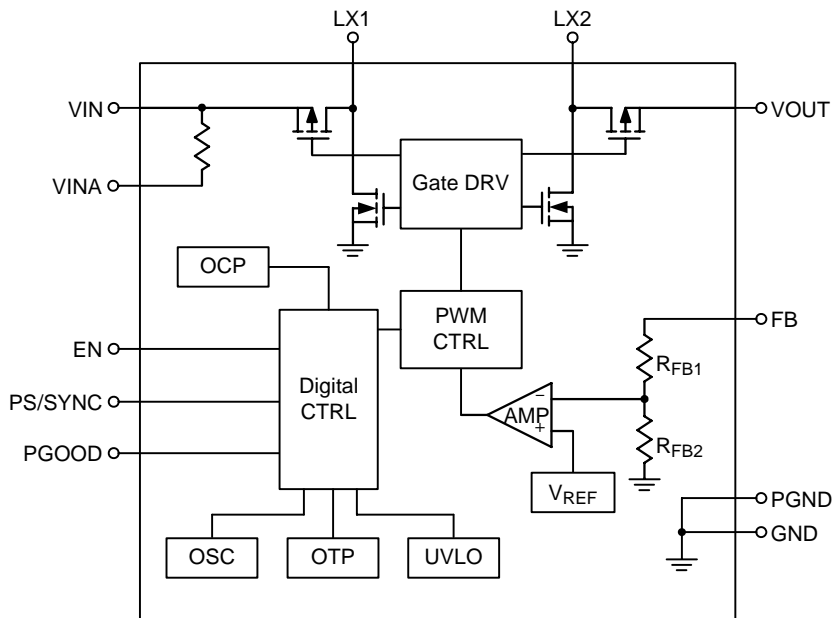 LX1
LX2
VIN
VOUT
VINA
Gate DRV
OCP
PWM
CTRL
FB
EN
Digital
CTRL
RFB1
PS/SYNC
−
AMP
+
PGOOD
RFB2
VREF
PGND
GND
OSC
OTP
UVLO